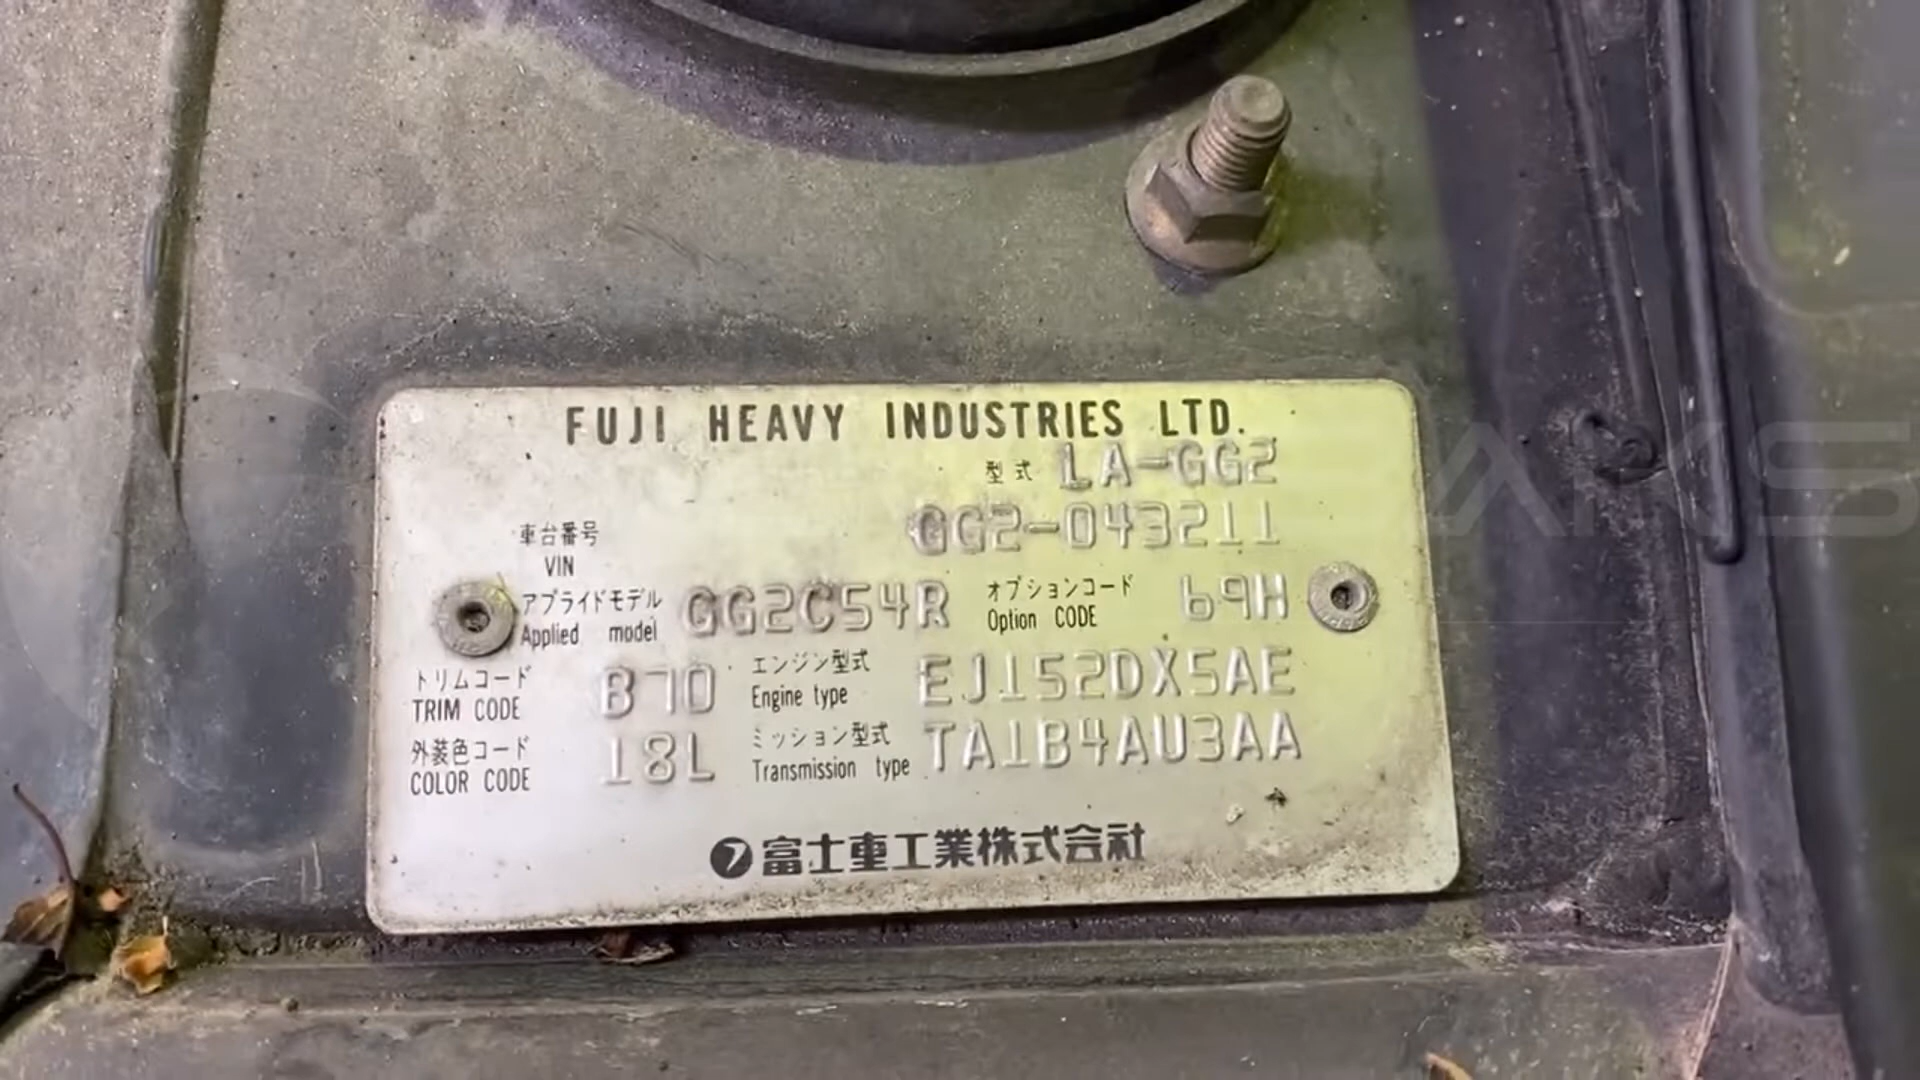 FUJI HEAVY INDUSTRIES LTD.
型式 LA-GG2
車台番号 VIN GG2-043211
アプライドモデル Applied model GG2C54R オプションコード Option CODE 69H
トリムコード TRIM CODE B70 エンジン型式 Engine type EJ152DX5AE
外装色コード COLOR CODE 18L ミッション型式 Transmission type TA1B4AU3AA
フ 富士重工業株式会社